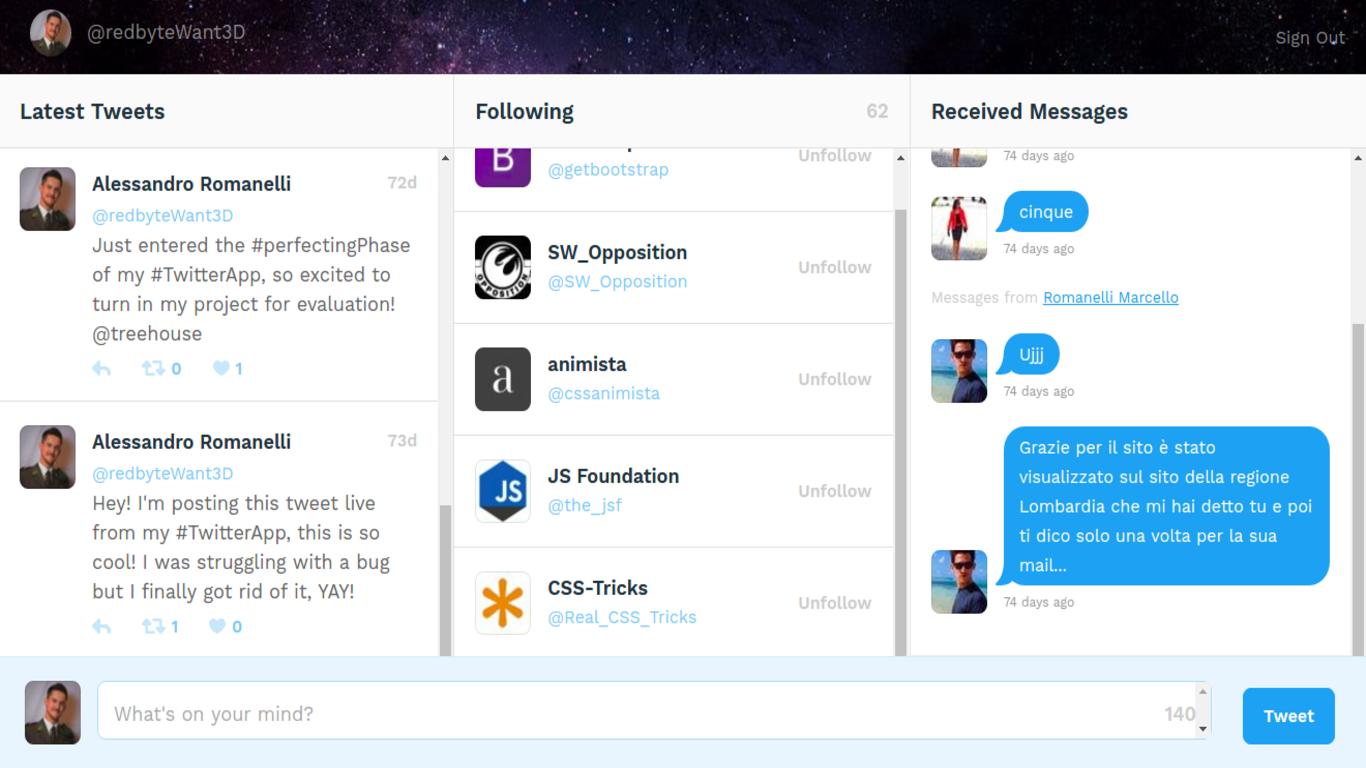 @redbyteWant3D
Sign Out
Latest Tweets
Alessandro Romanelli
72d
@redbyteWant3D
Just entered the #perfectingPhase
of my #TwitterApp, so excited to
turn in my project for evaluation!
@treehouse
0
1
Alessandro Romanelli
73d
@redbyteWant3D
Hey! I'm posting this tweet live
from my #TwitterApp, this is so
cool! I was struggling with a bug
but I finally got rid of it, YAY!
1
0
Following
62
B
@getbootstrap
Unfollow
OPPOSITION
SW_Opposition
@SW_Opposition
Unfollow
a
animista
@cssanimista
Unfollow
JS
JS Foundation
@the_jsf
Unfollow
CSS-Tricks
@Real_CSS_Tricks
Unfollow
Received Messages
74 days ago
cinque
74 days ago
Messages from Romanelli Marcello
Ujjj
74 days ago
Grazie per il sito è stato
visualizzato sul sito della regione
Lombardia che mi hai detto tu e poi
ti dico solo una volta per la sua
mail...
74 days ago
What's on your mind?
140
Tweet